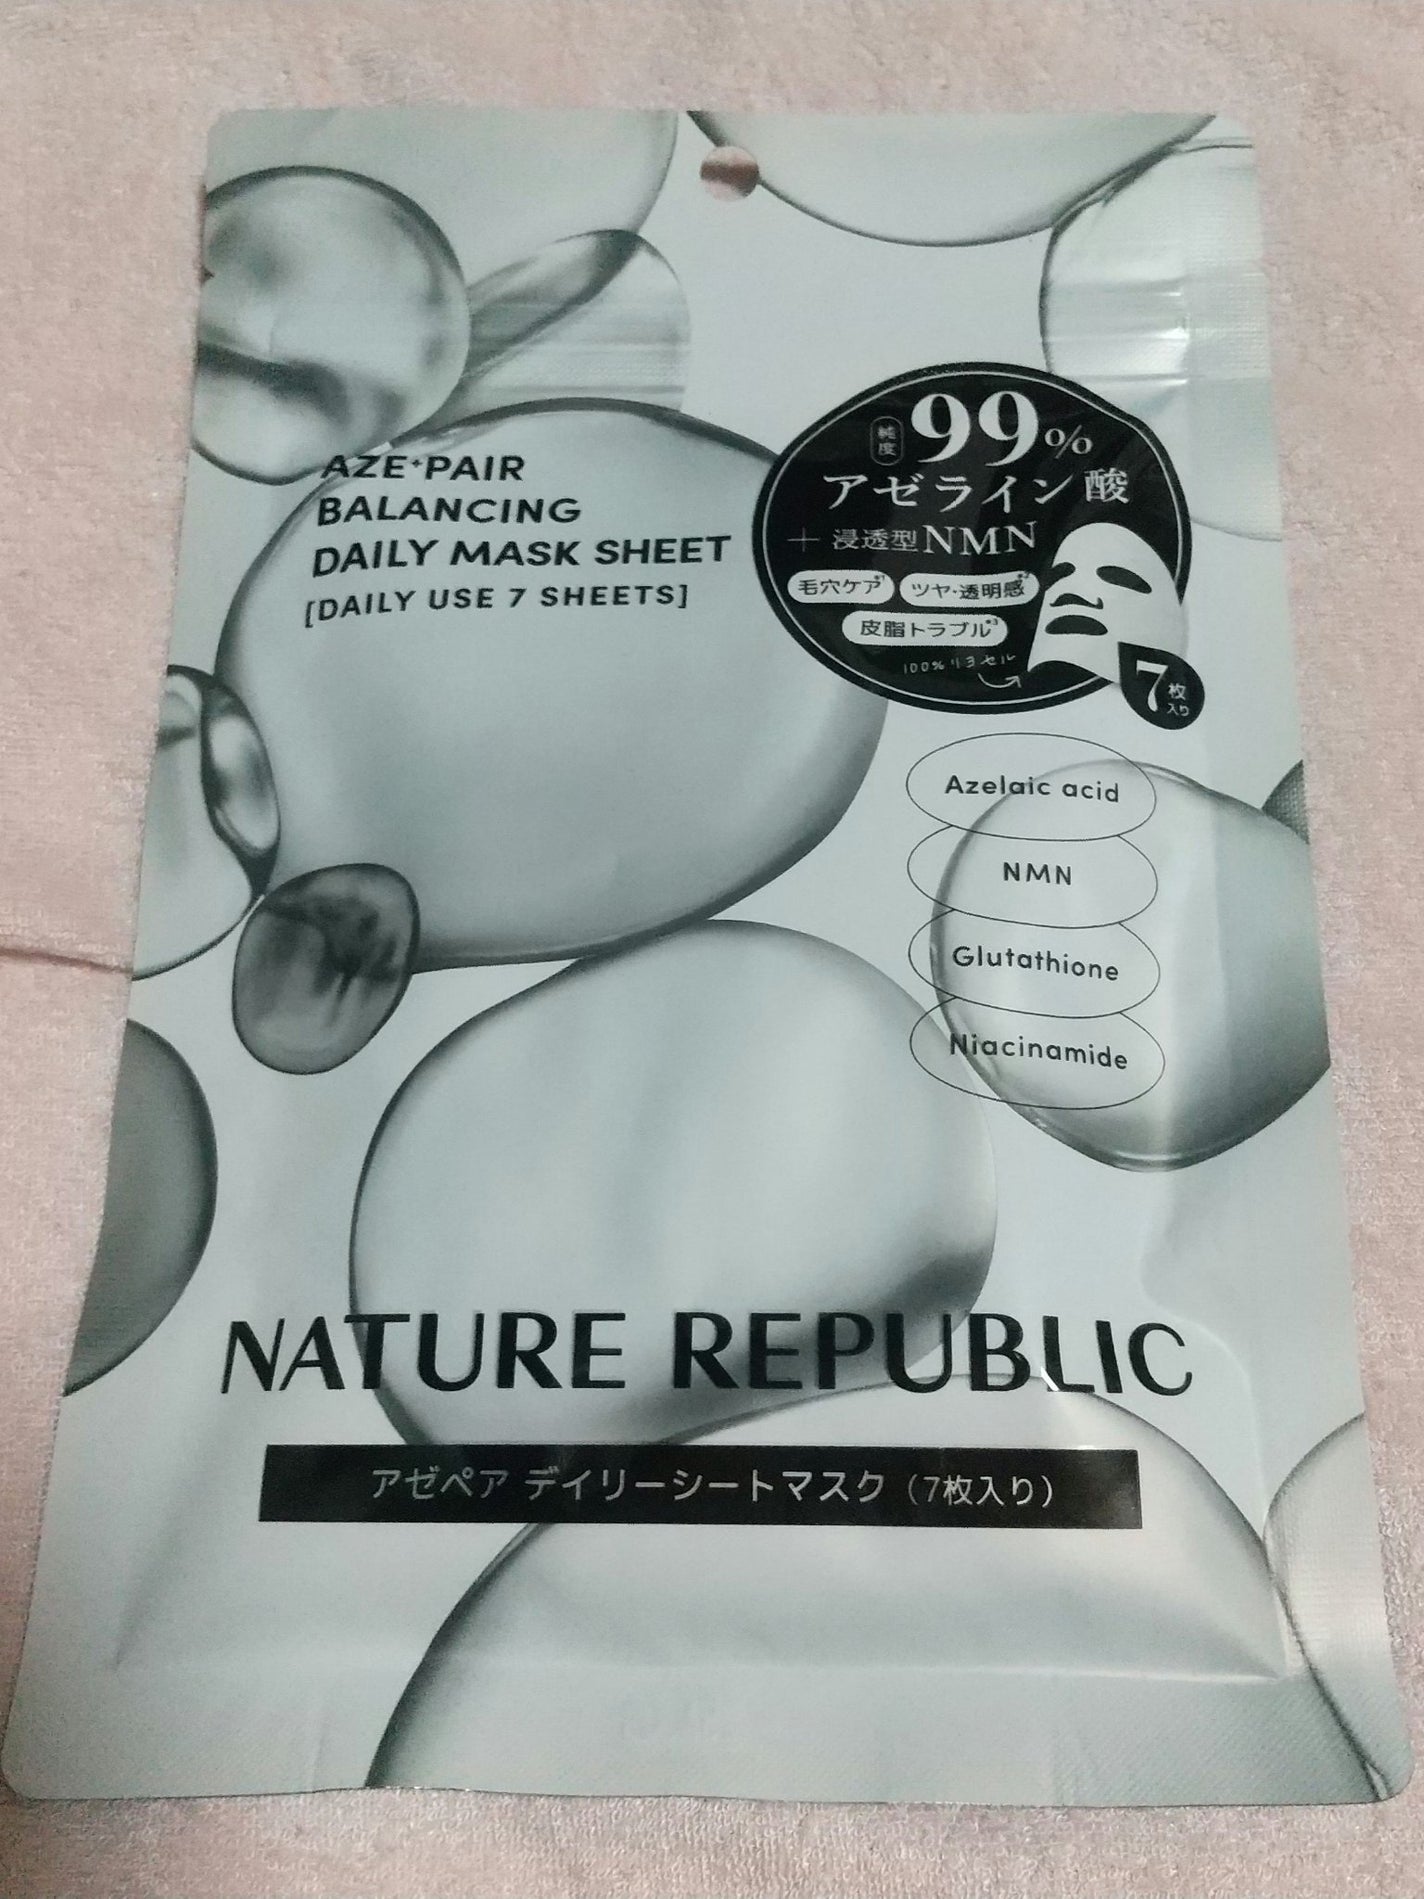 純度 99%
アゼライン酸
+ 浸透型NMN
毛穴ケア*1 ツヤ・透明感*2
皮脂トラブル*3
100% リヨセル
7枚入り
AZE+PAIR
BALANCING
DAILY MASK SHEET
[DAILY USE 7 SHEETS]
Azelaic acid
NMN
Glutathione
Niacinamide
NATURE REPUBLIC
アゼペア デイリーシートマスク（7枚入り）